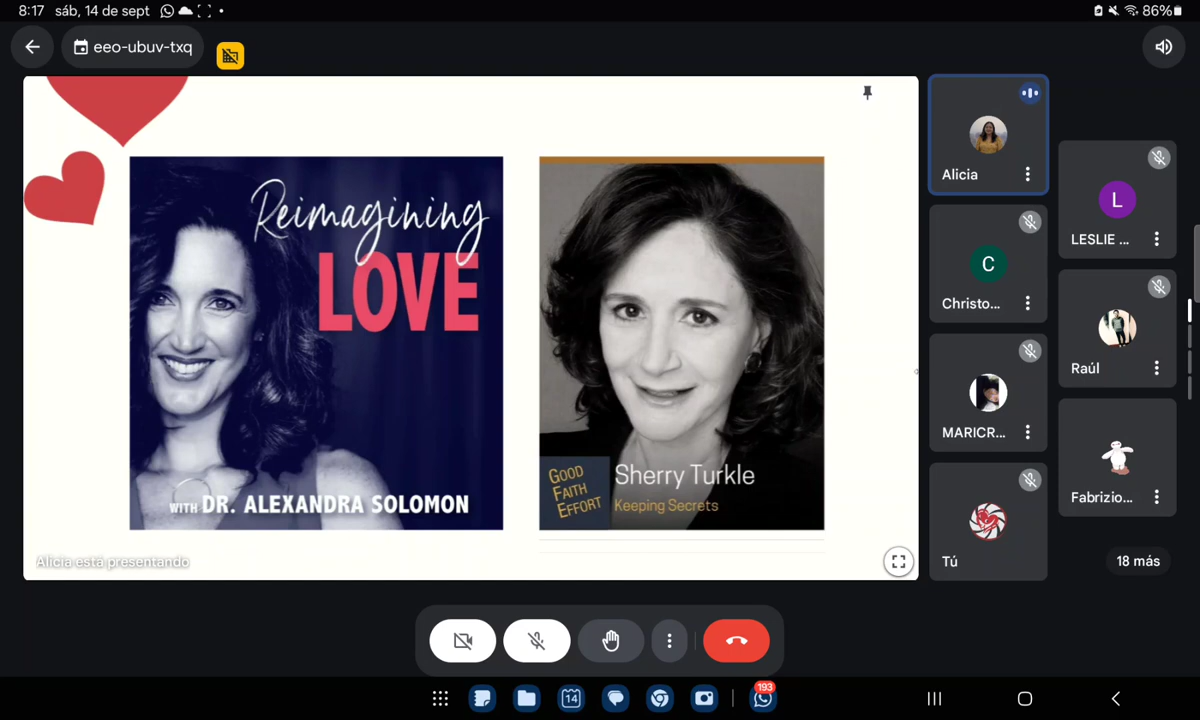 8:17 sáb, 14 de sept
86%
eeo-ubuv-txq
Reimagining
LOVE
WITH DR. ALEXANDRA SOLOMON
GOOD
FAITH
EFFORT
Sherry Turkle
Keeping Secrets
Alicia está presentando
Alicia
L
LESLIE ...
C
Christo...
Raúl
MARICR...
Fabrizio...
Tú
18 más
14
193